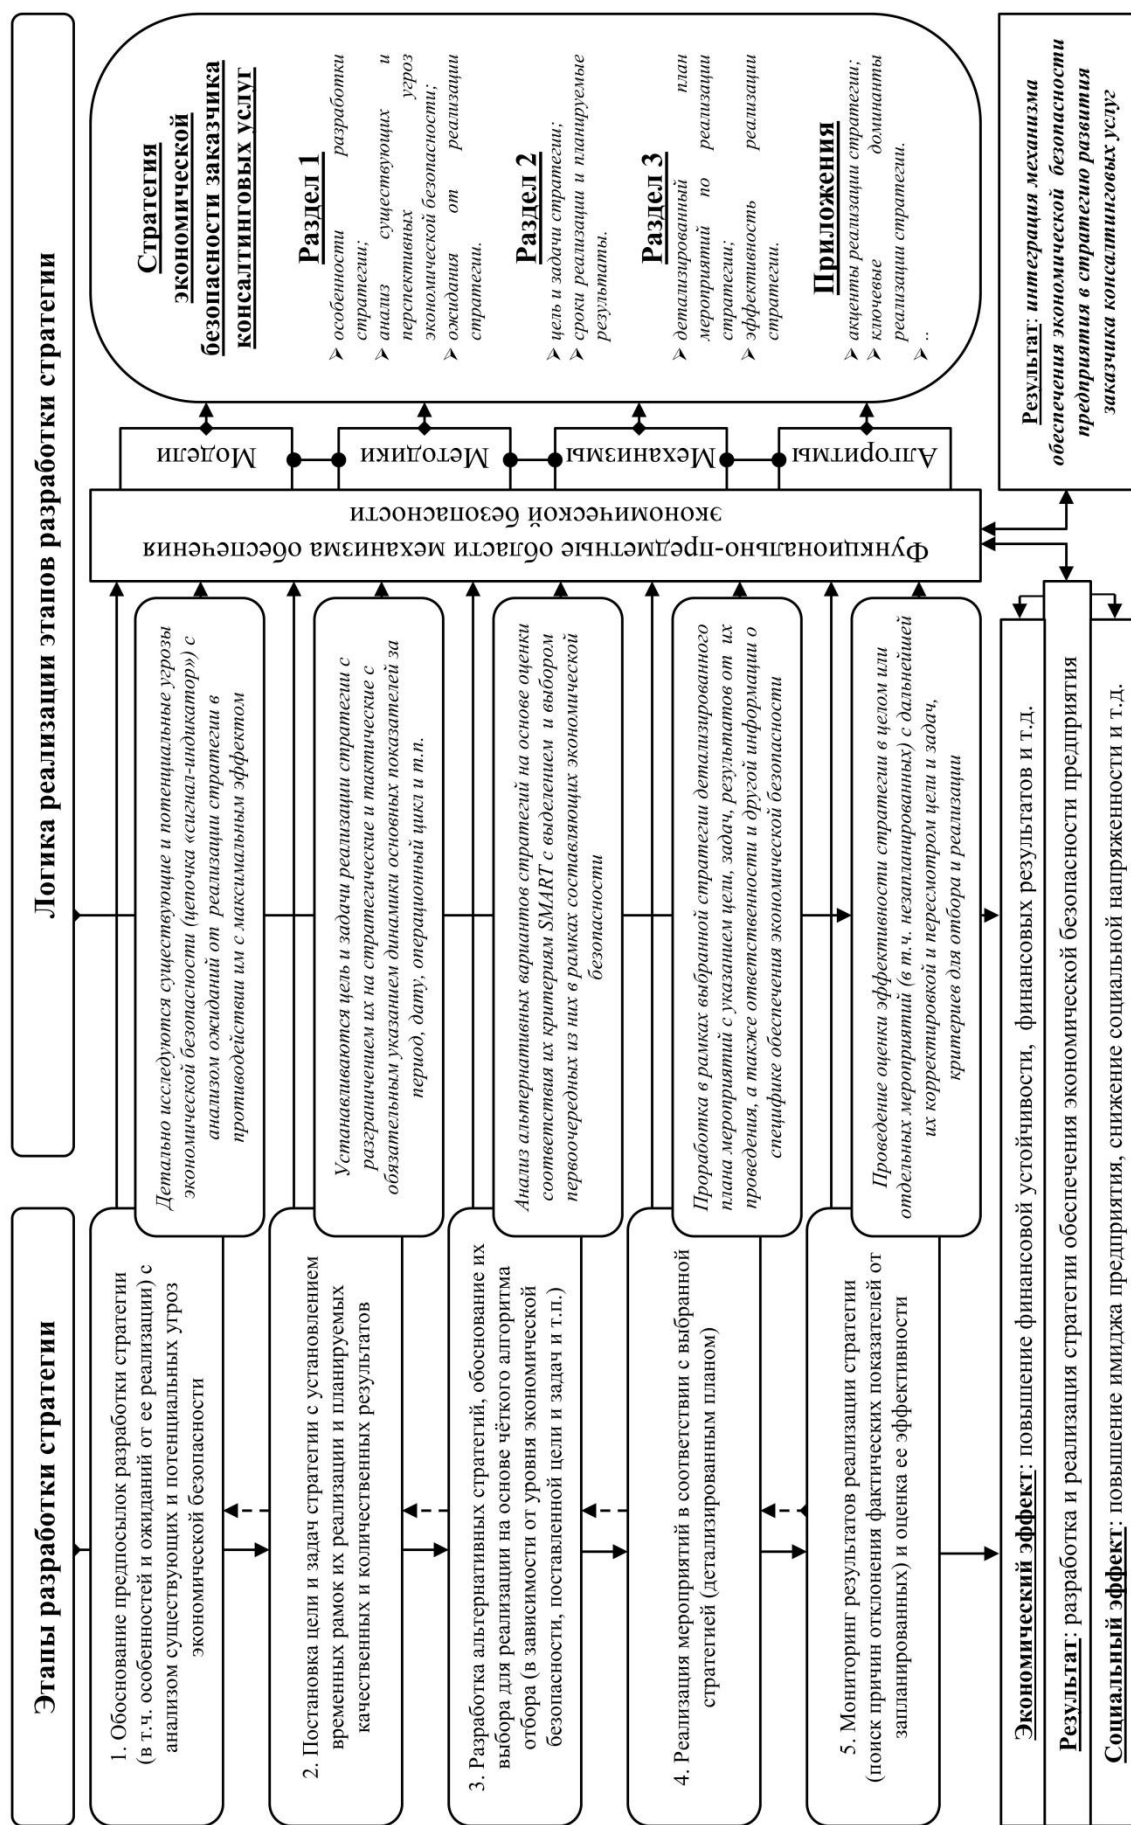 Этапы разработки стратегии
Логика реализации этапов разработки стратегии
1. Обоснование предпосылок разработки стратегии
(в т.ч. особенностей и ожиданий от ее реализации) с
анализом существующих и потенциальных угроз
экономической безопасности
Детально исследуются существующие и потенциальные угрозы
экономической безопасности (цепочка «сигнал-индикатор») с
анализом ожиданий от реализации стратегии в
противодействии им с максимальным эффектом
2. Постановка цели и задач стратегии с установлением
временных рамок их реализации и планируемых
качественных и количественных результатов
Устанавливаются цель и задачи реализации стратегии с
разграничением их на стратегические и тактические с
обязательным указанием динамики основных показателей за
период, дату, операционный цикл и т.п.
3. Разработка альтернативных стратегий, обоснование их
выбора для реализации на основе чёткого алгоритма
отбора (в зависимости от уровня экономической
безопасности, поставленной цели и задач и т.п.)
Анализ альтернативных вариантов стратегий на основе оценки
соответствия их критериям SMART с выделением и выбором
первоочередных из них в рамках составляющих экономической
безопасности
4. Реализация мероприятий в соответствии с выбранной
стратегией (детализированным планом)
Проработка в рамках выбранной стратегии детализированного
плана мероприятий с указанием цели, задач, результатов от их
проведения, а также ответственности и другой информации о
специфике обеспечения экономической безопасности
5. Мониторинг результатов реализации стратегии
(поиск причин отклонения фактических показателей от
запланированных) и оценка ее эффективности
Проведение оценки эффективности стратегии в целом или
отдельных мероприятий (в т.ч. незапланированных) с дальнейшей
их корректировкой и пересмотром цели и задач,
критериев для отбора и реализации
Функционально-предметные области механизма обеспечения
экономической безопасности
Модели
Методики
Механизмы
Алгоритмы
Стратегия
экономической
безопасности заказчика
консалтинговых услуг
Раздел 1
➢ особенности разработки
стратегии;
➢ анализ существующих и
перспективных угроз
экономической безопасности;
➢ ожидания от реализации
стратегии.
Раздел 2
➢ цель и задачи стратегии;
➢ сроки реализации и планируемые
результаты.
Раздел 3
➢ детализированный план
мероприятий по реализации
стратегии;
➢ эффективность реализации
стратегии.
Приложения
➢ акценты реализации стратегии;
➢ ключевые доминанты
реализации стратегии.
➢ ..
Экономический эффект: повышение финансовой устойчивости, финансовых результатов и т.д.
Результат: разработка и реализация стратегии обеспечения экономической безопасности предприятия
Социальный эффект: повышение имиджа предприятия, снижение социальной напряженности и т.д.
Результат: интеграция механизма
обеспечения экономической безопасности
предприятия в стратегию развития
заказчика консалтинговых услуг